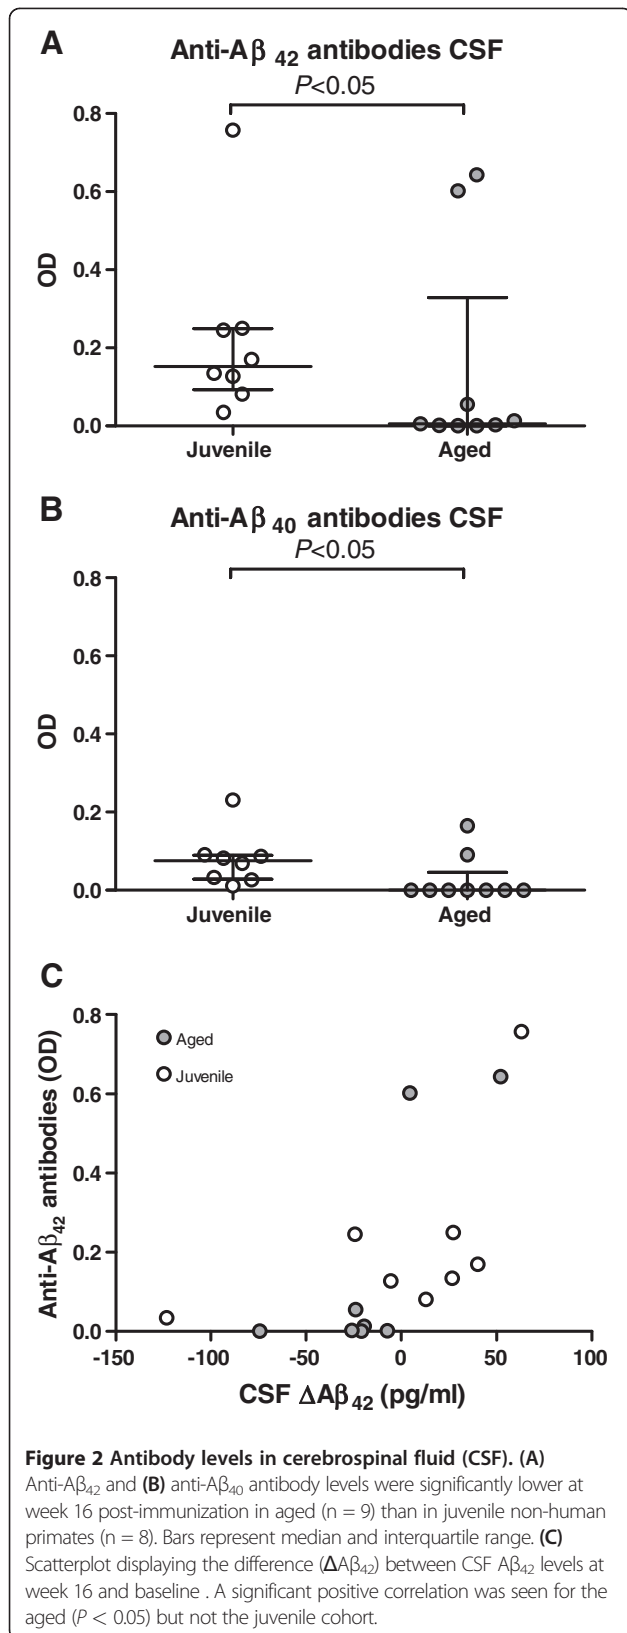 A
Anti-Aβ 42 antibodies CSF
P<0.05
0.8
0.6
0.4
0.2
0.0
OD
Juvenile
Aged
B
Anti-Aβ 40 antibodies CSF
P<0.05
0.8
0.6
0.4
0.2
0.0
OD
Juvenile
Aged
C
0.8
0.6
0.4
0.2
0.0
Anti-Aβ42 antibodies (OD)
Aged
Juvenile
-150
-100
-50
0
50
100
CSF ΔAβ42 (pg/ml)
Figure 2 Antibody levels in cerebrospinal fluid (CSF). (A)
Anti-Aβ42 and (B) anti-Aβ40 antibody levels were significantly lower at
week 16 post-immunization in aged (n = 9) than in juvenile non-human
primates (n = 8). Bars represent median and interquartile range. (C)
Scatterplot displaying the difference (ΔAβ42) between CSF Aβ42 levels at
week 16 and baseline . A significant positive correlation was seen for the
aged (P < 0.05) but not the juvenile cohort.